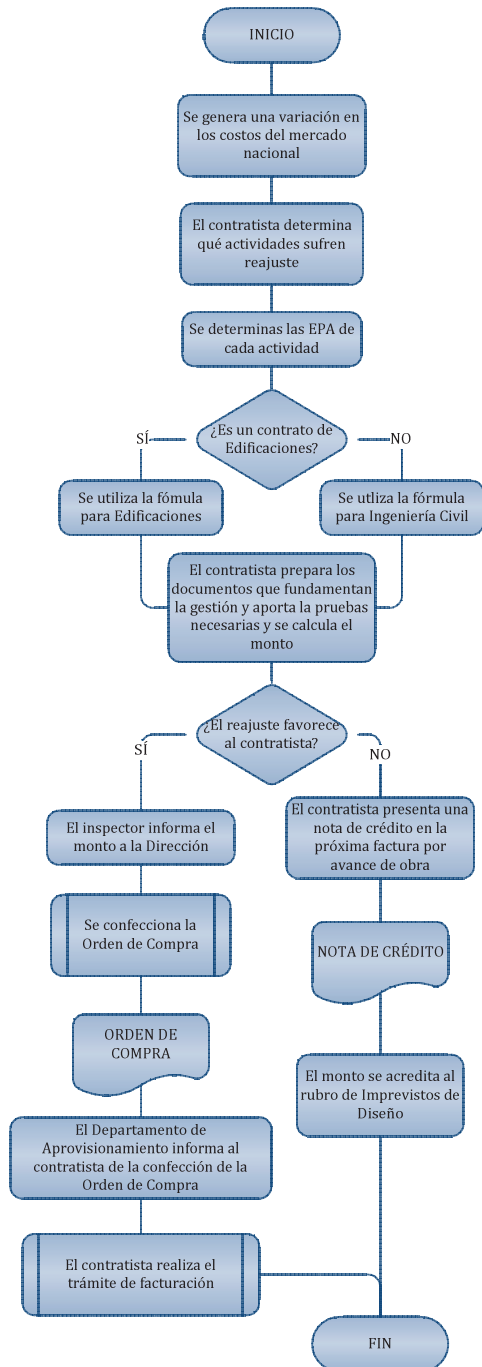 INICIO
Se genera una variación en
los costos del mercado
nacional
El contratista determina
qué actividades sufren
reajuste
Se determinas las EPA de
cada actividad
¿Es un contrato de
Edificaciones?
SÍ
NO
Se utiliza la fómula
para Edificaciones
Se utliza la fórmula
para Ingeniería Civil
El contratista prepara los
documentos que fundamentan
la gestión y aporta la pruebas
necesarias y se calcula el
monto
¿El reajuste favorece
al contratista?
SÍ
NO
El inspector informa el
monto a la Dirección
El contratista presenta una
nota de crédito en la
próxima factura por
avance de obra
Se confecciona la
Orden de Compra
NOTA DE CRÉDITO
ORDEN DE
COMPRA
El monto se acredita al
rubro de Imprevistos de
Diseño
El Departamento de
Aprovisionamiento informa al
contratista de la confección de la
Orden de Compra
El contratista realiza el
trámite de facturación
FIN